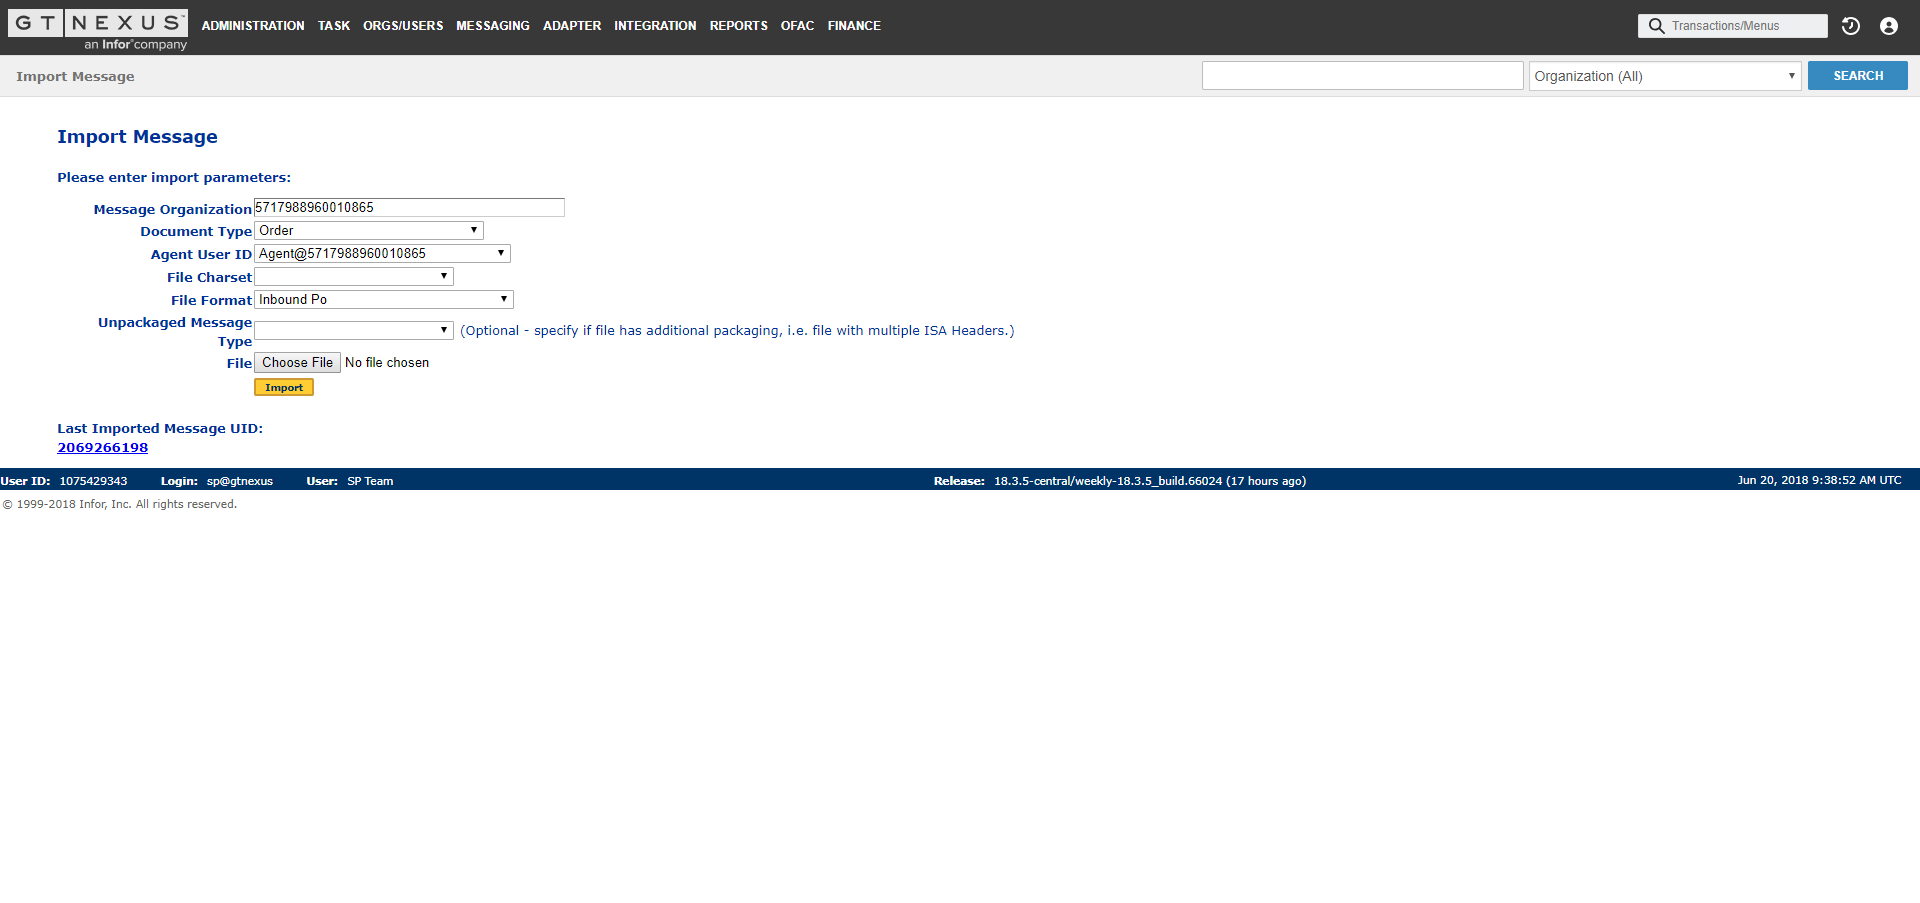 GT NEXUS
an Infor® company
ADMINISTRATION TASK ORGS/USERS MESSAGING ADAPTER INTEGRATION REPORTS OFAC FINANCE
Transactions/Menus
Import Message
Organization (All)
SEARCH
Import Message
Please enter import parameters:
Message Organization 5717988960010865
Document Type Order
Agent User ID Agent@5717988960010865
File Charset
File Format Inbound Po
Unpackaged Message
Type
(Optional - specify if file has additional packaging, i.e. file with multiple ISA Headers.)
File Choose File No file chosen
Import
Last Imported Message UID:
2069266198
User ID: 1075429343 Login: sp@gtnexus User: SP Team Release: 18.3.5-central/weekly-18.3.5_build.66024 (17 hours ago) Jun 20, 2018 9:38:52 AM UTC
© 1999-2018 Infor, Inc. All rights reserved.